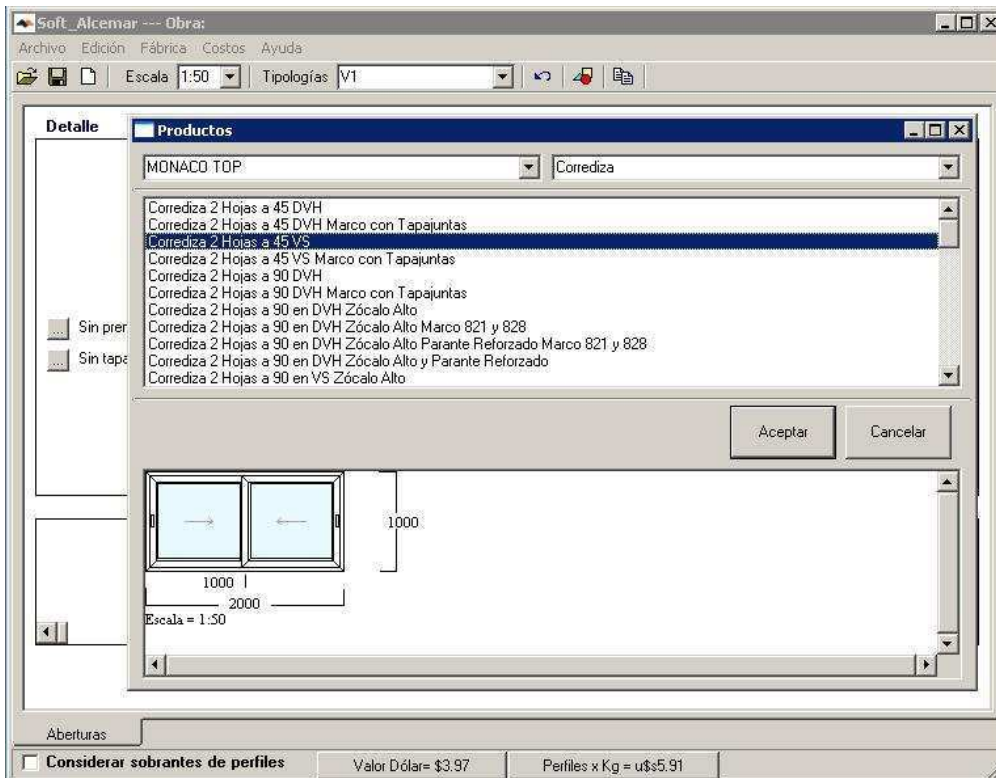 Soft_Alcemar --- Obra:
Archivo Edición Fábrica Costos Ayuda
Escala 1:50 Tipologías V1
Detalle
Productos
MONACO TOP Corrediza
Corrediza 2 Hojas a 45 DVH
Corrediza 2 Hojas a 45 DVH Marco con Tapajuntas
Corrediza 2 Hojas a 45 VS
Corrediza 2 Hojas a 45 VS Marco con Tapajuntas
Corrediza 2 Hojas a 90 DVH
Corrediza 2 Hojas a 90 DVH Marco con Tapajuntas
Corrediza 2 Hojas a 90 en DVH Zócalo Alto
Corrediza 2 Hojas a 90 en DVH Zócalo Alto Marco 821 y 828
Corrediza 2 Hojas a 90 en DVH Zócalo Alto Parante Reforzado Marco 821 y 828
Corrediza 2 Hojas a 90 en DVH Zócalo Alto y Parante Reforzado
Corrediza 2 Hojas a 90 en VS Zócalo Alto
... Sin prem
... Sin tapa
Aceptar Cancelar
1000
1000
2000
Escala = 1:50
Aberturas
Considerar sobrantes de perfiles Valor Dólar= $3.97 Perfiles x Kg = u$s5.91